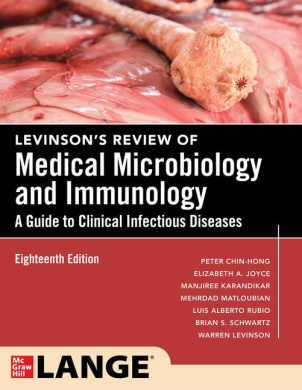 LEVINSON'S REVIEW OF
Medical Microbiology
and Immunology
A Guide to Clinical Infectious Diseases
Eighteenth Edition
PETER CHIN-HONG
ELIZABETH A. JOYCE
MANJIREE KARANDIKAR
MEHRDAD MATLOUBIAN
LUIS ALBERTO RUBIO
BRIAN S. SCHWARTZ
WARREN LEVINSON
Mc
Graw
Hill
LANGE®